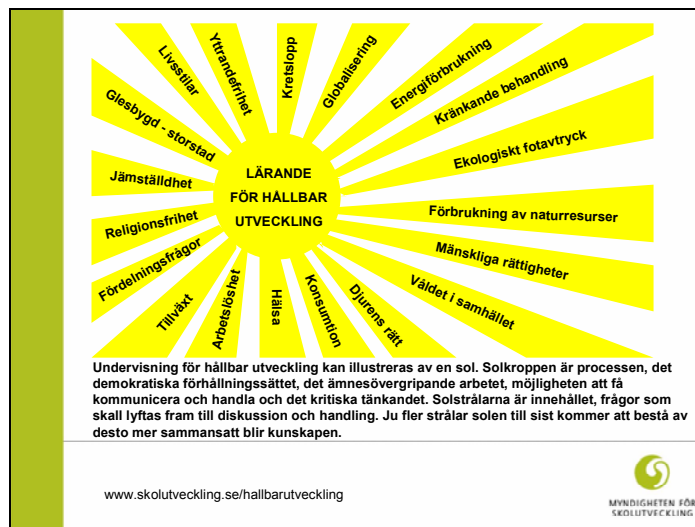 Livsstilar
Yttrandefrihet
Kretslopp
Globalisering
Energiförbrukning
Kränkande behandling
Ekologiskt fotavtryck
Förbrukning av naturresurser
Mänskliga rättigheter
Våldet i samhället
Djurens rätt
Konsumtion
Hälsa
Arbetslöshet
Tillväxt
Fördelningsfrågor
Religionsfrihet
Jämställdhet
Glesbygd - storstad
LÄRANDE
FÖR HÅLLBAR
UTVECKLING
Undervisning för hållbar utveckling kan illustreras av en sol. Solkroppen är processen, det
demokratiska förhållningssättet, det ämnesövergripande arbetet, möjligheten att få
kommunicera och handla och det kritiska tänkandet. Solstrålarna är innehållet, frågor som
skall lyftas fram till diskussion och handling. Ju fler strålar solen till sist kommer att bestå av
desto mer sammansatt blir kunskapen.
www.skolutveckling.se/hallbarutveckling
MYNDIGHETEN FÖR
SKOLUTVECKLING